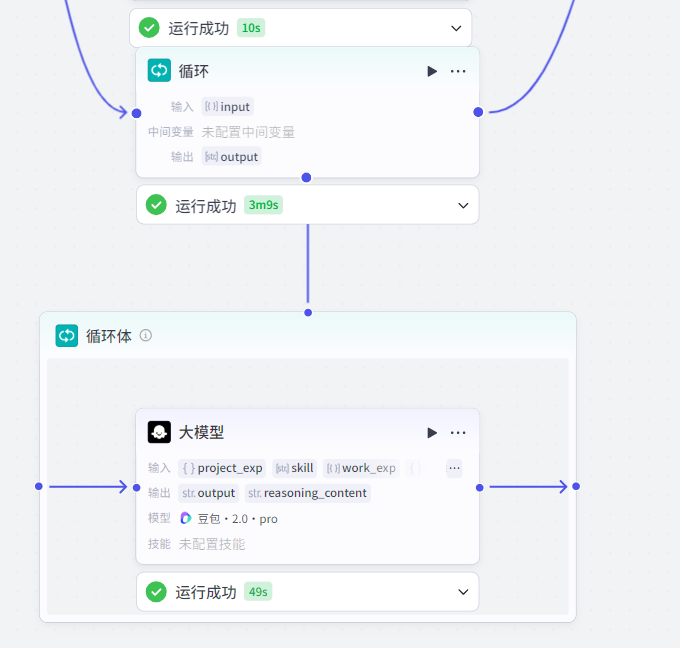 运行成功 10s
循环
输入 [{}] input
中间变量 未配置中间变量
输出 [str] output
运行成功 3m9s
循环体
大模型
输入 { } project_exp [str] skill [{}] work_exp ...
输出 str. output str. reasoning_content
模型 豆包·2.0·pro
技能 未配置技能
运行成功 49s